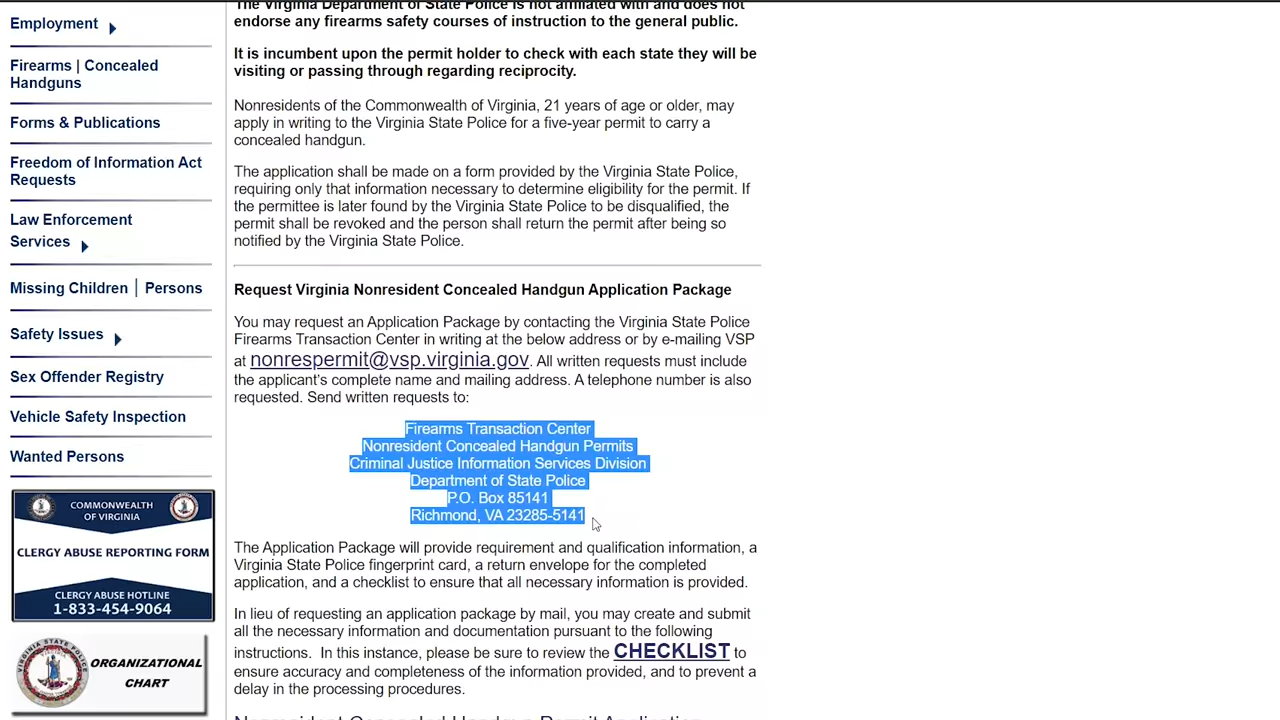 Employment
Firearms | Concealed
Handguns
Forms & Publications
Freedom of Information Act
Requests
Law Enforcement
Services
Missing Children | Persons
Safety Issues
Sex Offender Registry
Vehicle Safety Inspection
Wanted Persons
COMMONWEALTH
OF VIRGINIA
CLERGY ABUSE REPORTING FORM
CLERGY ABUSE HOTLINE
1-833-454-9064
ORGANIZATIONAL
CHART
The Virginia Department of State Police is not affiliated with and does not
endorse any firearms safety courses of instruction to the general public.
It is incumbent upon the permit holder to check with each state they will be
visiting or passing through regarding reciprocity.
Nonresidents of the Commonwealth of Virginia, 21 years of age or older, may
apply in writing to the Virginia State Police for a five-year permit to carry a
concealed handgun.
The application shall be made on a form provided by the Virginia State Police,
requiring only that information necessary to determine eligibility for the permit. If
the permittee is later found by the Virginia State Police to be disqualified, the
permit shall be revoked and the person shall return the permit after being so
notified by the Virginia State Police.
Request Virginia Nonresident Concealed Handgun Application Package
You may request an Application Package by contacting the Virginia State Police
Firearms Transaction Center in writing at the below address or by e-mailing VSP
at nonrespermit@vsp.virginia.gov. All written requests must include
the applicant's complete name and mailing address. A telephone number is also
requested. Send written requests to:
Firearms Transaction Center
Nonresident Concealed Handgun Permits
Criminal Justice Information Services Division
Department of State Police
P.O. Box 85141
Richmond, VA 23285-5141
The Application Package will provide requirement and qualification information, a
Virginia State Police fingerprint card, a return envelope for the completed
application, and a checklist to ensure that all necessary information is provided.
In lieu of requesting an application package by mail, you may create and submit
all the necessary information and documentation pursuant to the following
instructions. In this instance, please be sure to review the CHECKLIST to
ensure accuracy and completeness of the information provided, and to prevent a
delay in the processing procedures.
Nonresident Concealed Handgun Permit Application